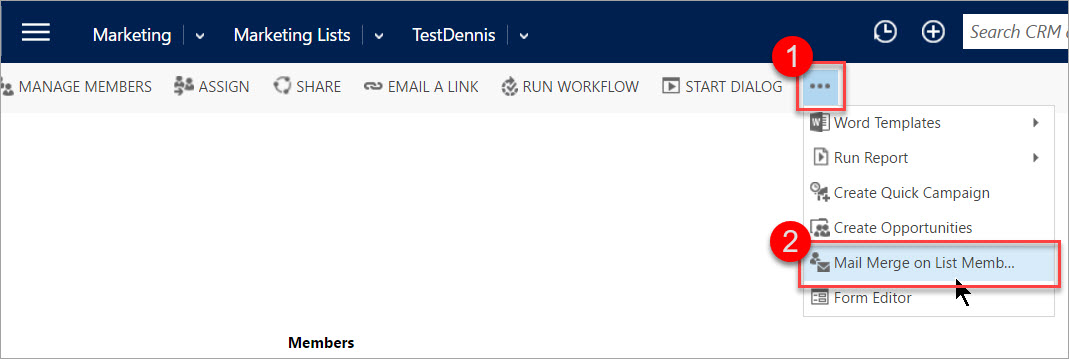 Marketing Marketing Lists TestDennis Search CRM
1
MANAGE MEMBERS ASSIGN SHARE EMAIL A LINK RUN WORKFLOW START DIALOG •••
Word Templates
Run Report
Create Quick Campaign
Create Opportunities
2
Mail Merge on List Memb...
Form Editor
Members